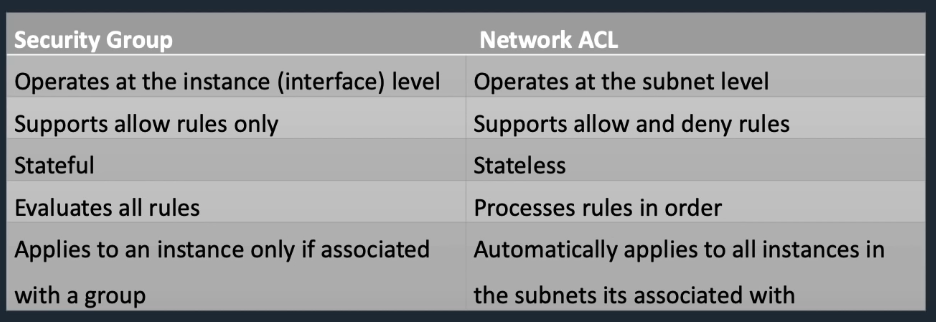 Security Group Network ACL
Operates at the instance (interface) level Operates at the subnet level
Supports allow rules only Supports allow and deny rules
Stateful Stateless
Evaluates all rules Processes rules in order
Applies to an instance only if associated Automatically applies to all instances in
with a group the subnets its associated with